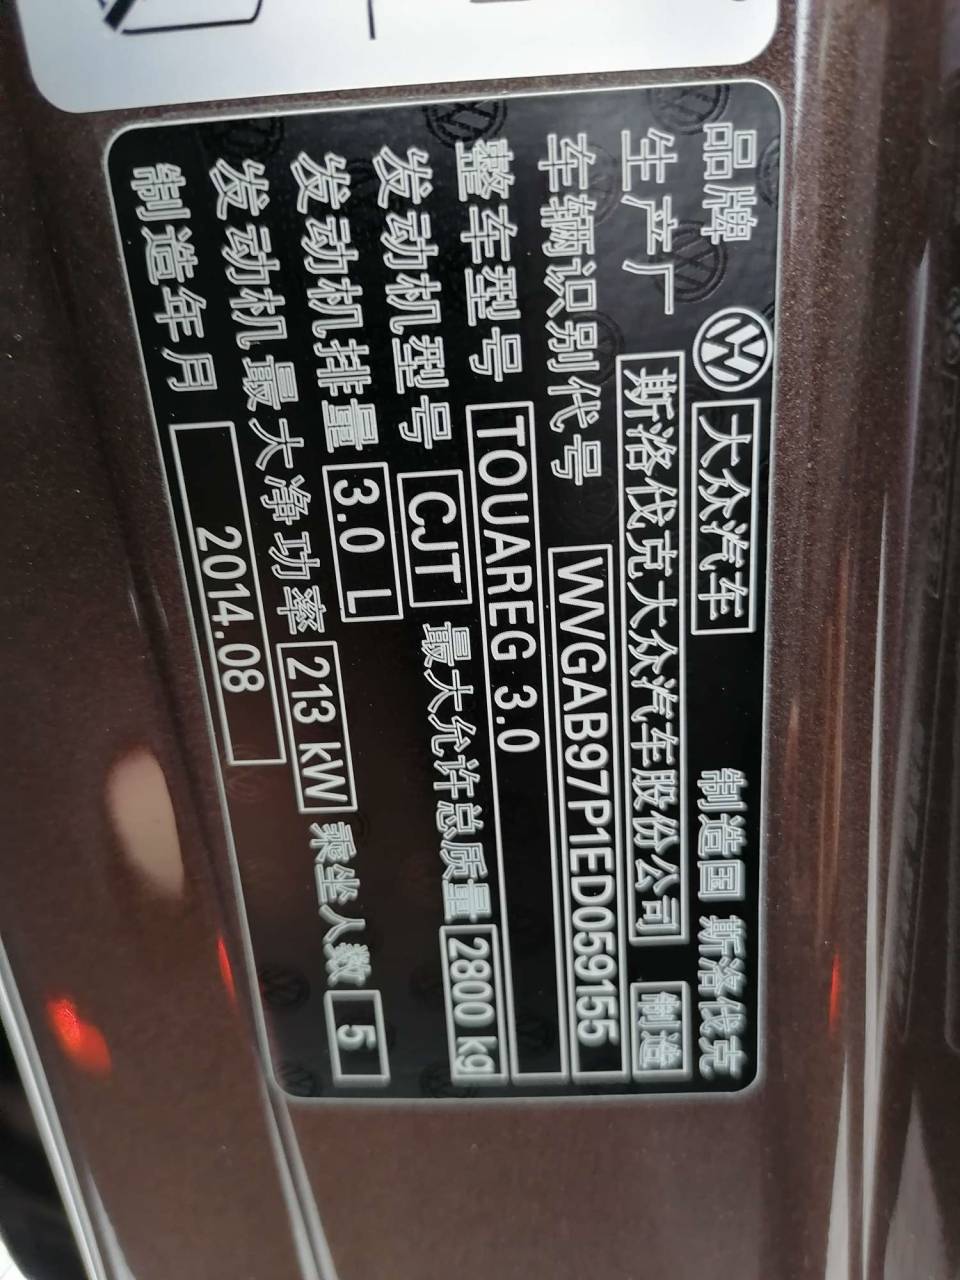 品牌 大众汽车 制造国 斯洛伐克
生产厂 斯洛伐克大众汽车股份公司 制造
车辆识别代号 WVGAB97P1ED059155
整车型号 TOUAREG 3.0
发动机型号 CJT 最大允许总质量 2800 kg
发动机排量 3.0 L
发动机最大净功率 213 kW 乘坐人数 5
制造年月 2014.08